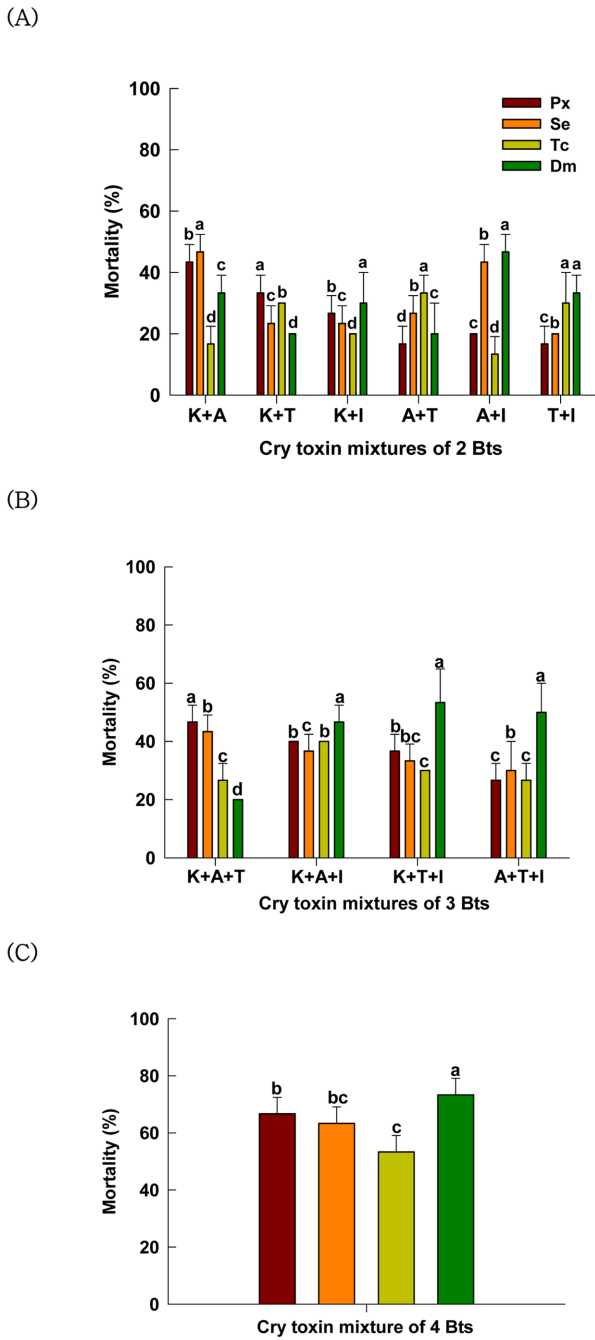 (A)
100
80
60
40
20
0
Mortality (%)
Px
Se
Tc
Dm
b a d c
a c b d
b c d a
d b a c
c b d a
c b a a
K+A K+T K+I A+T A+I T+I
Cry toxin mixtures of 2 Bts
(B)
100
80
60
40
20
0
Mortality (%)
a b c d
b c b a
b bc c a
c b c a
K+A+T K+A+I K+T+I A+T+I
Cry toxin mixtures of 3 Bts
(C)
100
80
60
40
20
0
Mortality (%)
b bc c a
Cry toxin mixture of 4 Bts